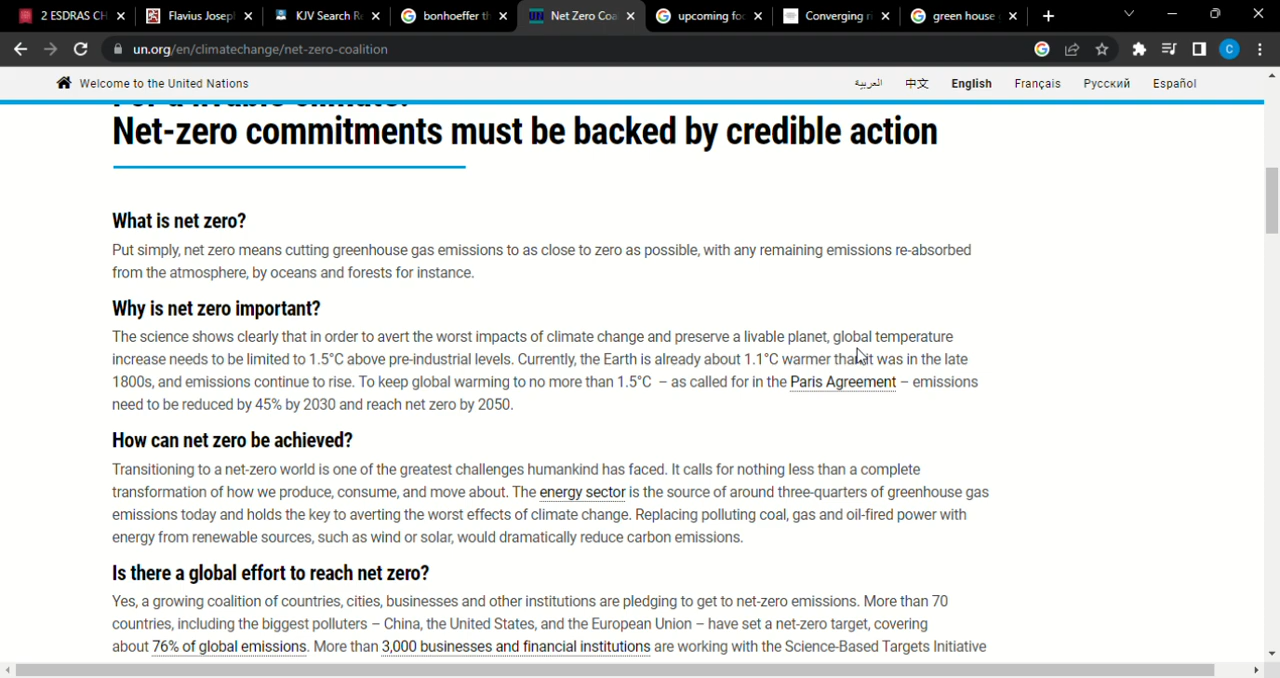 2 ESDRAS CH
Flavius Josep
KJV Search R
bonhoeffer th
UN Net Zero Coa
upcoming foo
Converging ri
green house
un.org/en/climatechange/net-zero-coalition
C
Welcome to the United Nations
العربية 中文 English Français Русский Español
For a livable climate:
Net-zero commitments must be backed by credible action
What is net zero?
Put simply, net zero means cutting greenhouse gas emissions to as close to zero as possible, with any remaining emissions re-absorbed
from the atmosphere, by oceans and forests for instance.
Why is net zero important?
The science shows clearly that in order to avert the worst impacts of climate change and preserve a livable planet, global temperature
increase needs to be limited to 1.5°C above pre-industrial levels. Currently, the Earth is already about 1.1°C warmer than it was in the late
1800s, and emissions continue to rise. To keep global warming to no more than 1.5°C – as called for in the Paris Agreement – emissions
need to be reduced by 45% by 2030 and reach net zero by 2050.
How can net zero be achieved?
Transitioning to a net-zero world is one of the greatest challenges humankind has faced. It calls for nothing less than a complete
transformation of how we produce, consume, and move about. The energy sector is the source of around three-quarters of greenhouse gas
emissions today and holds the key to averting the worst effects of climate change. Replacing polluting coal, gas and oil-fired power with
energy from renewable sources, such as wind or solar, would dramatically reduce carbon emissions.
Is there a global effort to reach net zero?
Yes, a growing coalition of countries, cities, businesses and other institutions are pledging to get to net-zero emissions. More than 70
countries, including the biggest polluters – China, the United States, and the European Union – have set a net-zero target, covering
about 76% of global emissions. More than 3,000 businesses and financial institutions are working with the Science-Based Targets Initiative